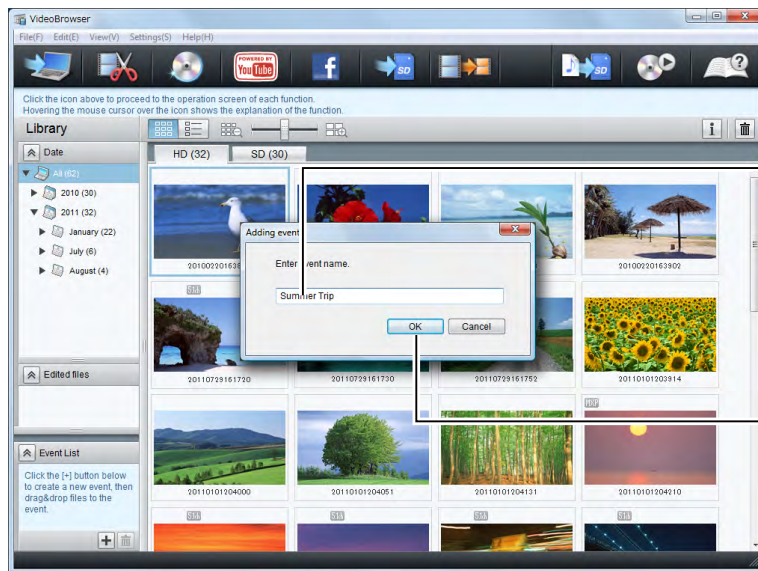 VideoBrowser
File(F) Edit(E) View(V) Settings(S) Help(H)
POWERED BY
YouTube
f
SD
SD
?
Click the icon above to proceed to the operation screen of each function.
Hovering the mouse cursor over the icon shows the explanation of the function.
Library
i
Date
HD (32) SD (30)
All (62)
2010 (30)
2011 (32)
January (22)
July (6)
August (4)
201002201636
20100220163902
Adding event
Enter event name.
Summer Trip
OK Cancel
20110729161720
20110729161730
20110729161752
20110101203914
Edited files
MXP
Event List
Click the [+] button below
to create a new event, then
drag&drop files to the
event.
20110101204000
20110101204051
20110101204131
20110101204210